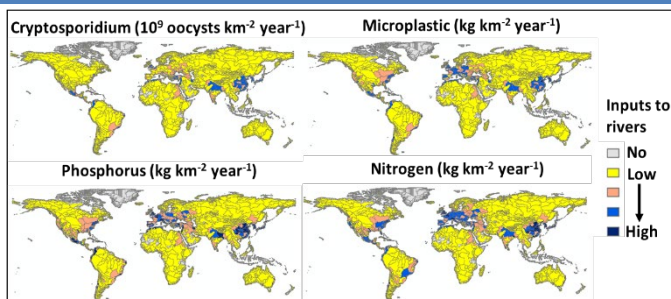 Cryptosporidium (10⁹ oocysts km⁻² year⁻¹)
Microplastic (kg km⁻² year⁻¹)
Phosphorus (kg km⁻² year⁻¹)
Nitrogen (kg km⁻² year⁻¹)
Inputs to
rivers
No
Low
High